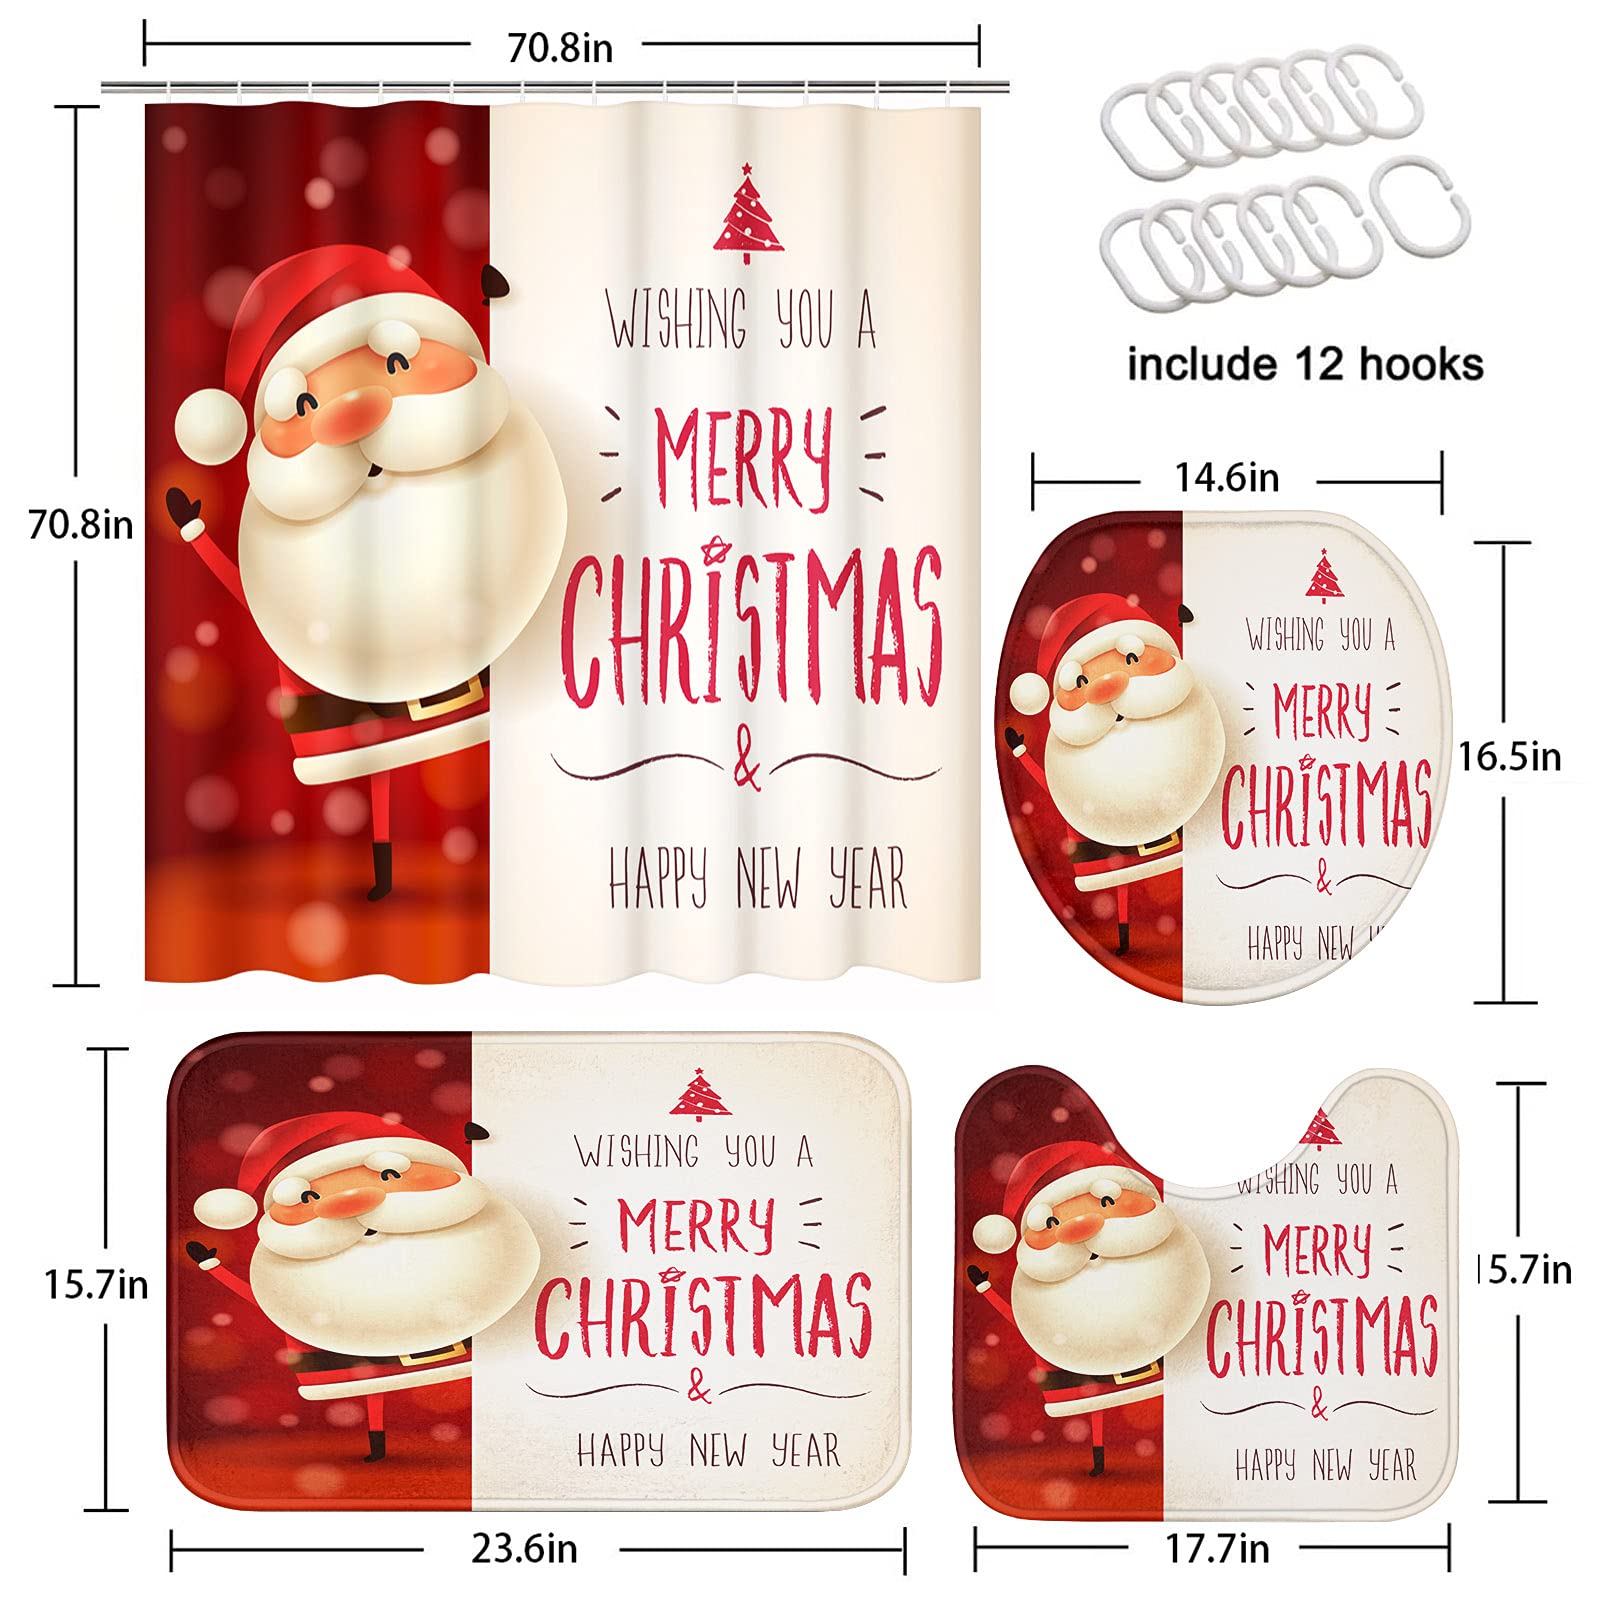 70.8in
70.8in
WISHING YOU A
MERRY
CHRISTMAS
&
HAPPY NEW YEAR
include 12 hooks
14.6in
16.5in
WISHING YOU A
MERRY
CHRISTMAS
&
HAPPY NEW
15.7in
WISHING YOU A
MERRY
CHRISTMAS
&
HAPPY NEW YEAR
23.6in
WISHING YOU A
MERRY
CHRISTMAS
&
HAPPY NEW YEAR
5.7in
17.7in